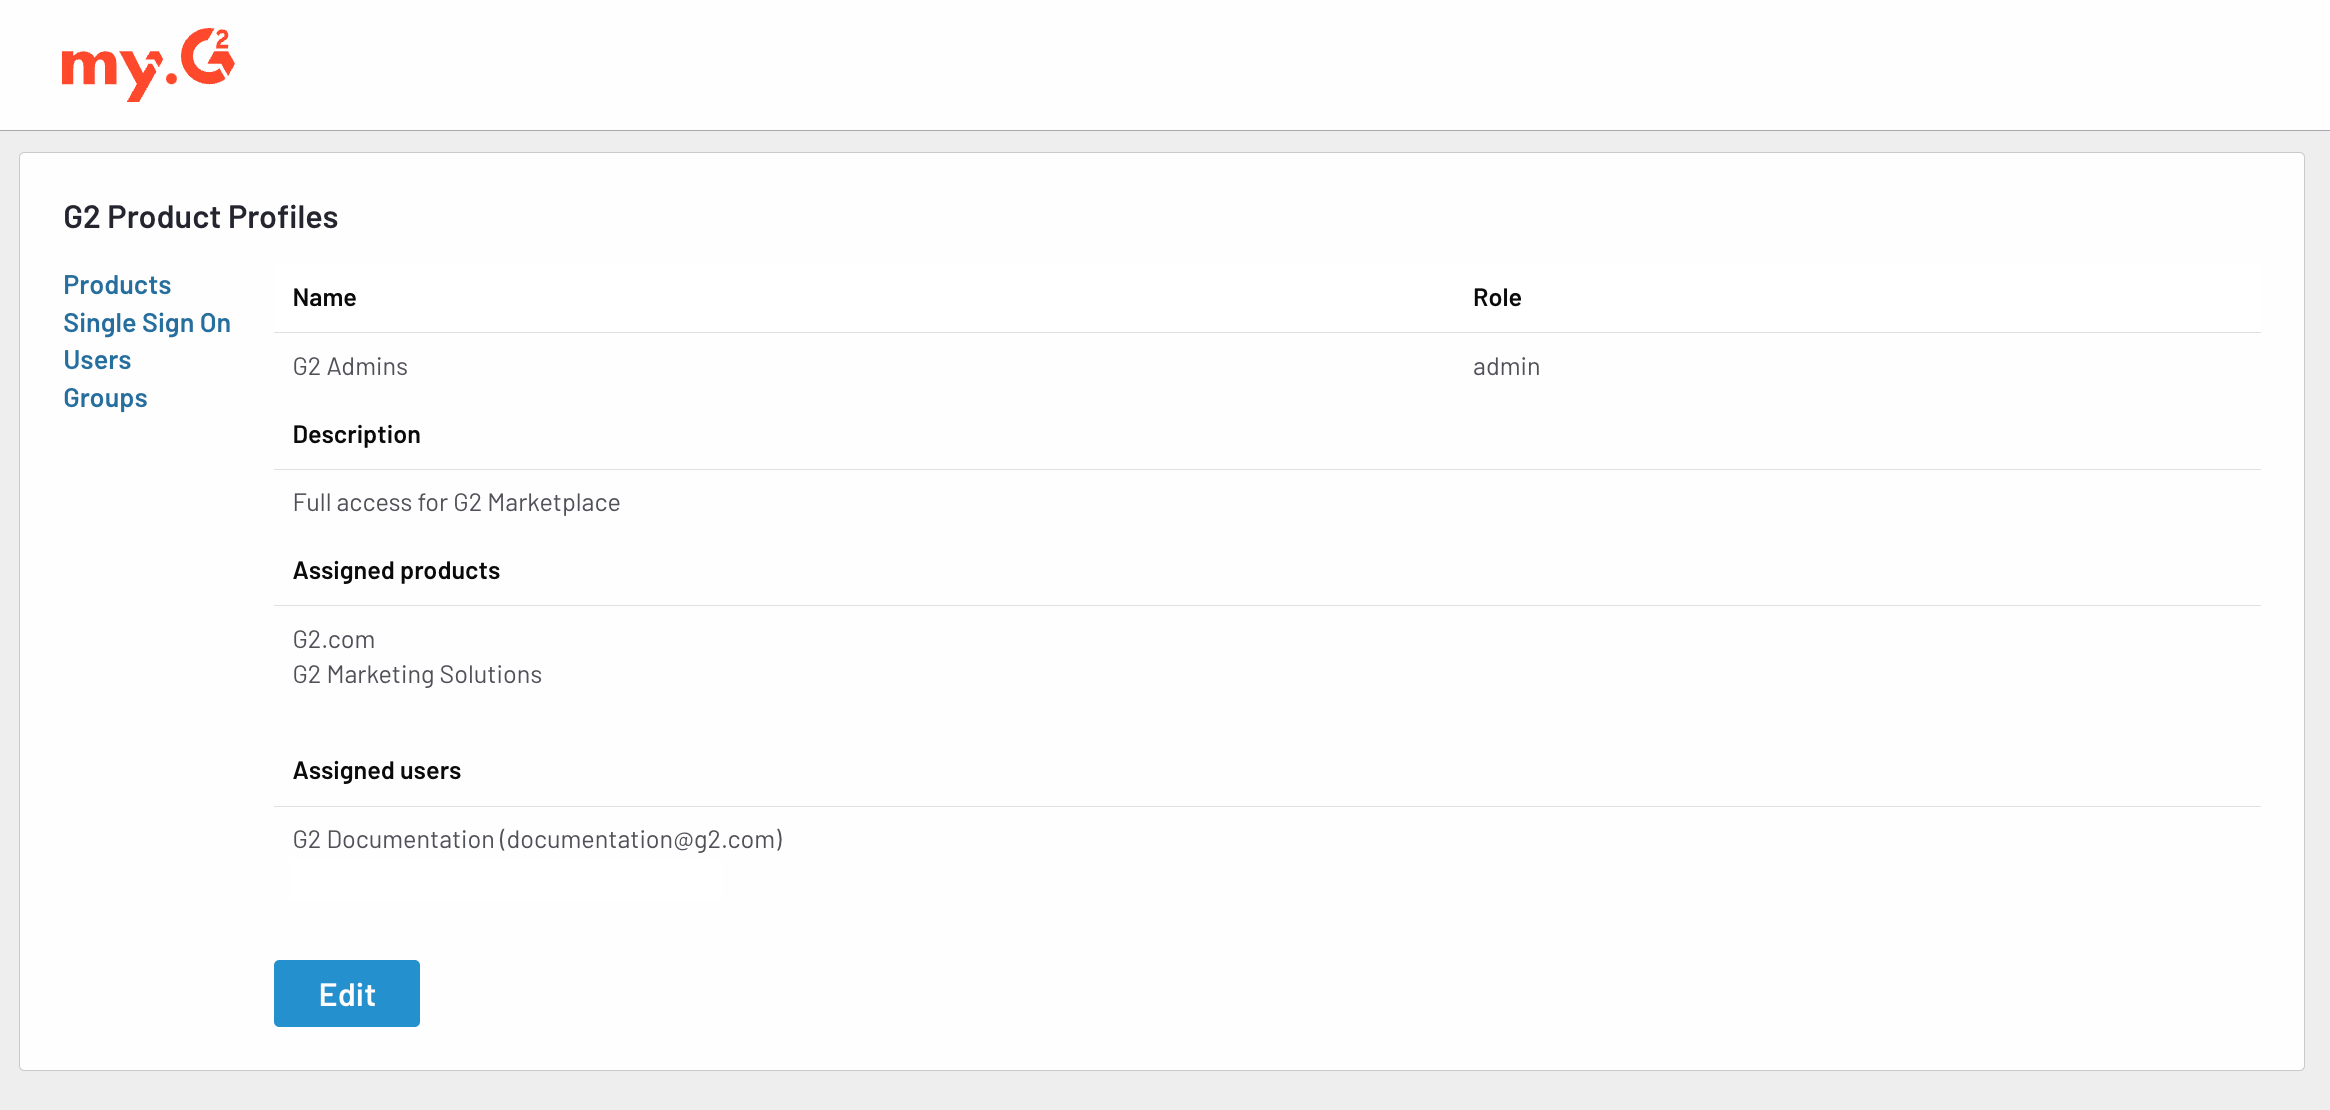 my.G2
G2 Product Profiles
Products
Single Sign On
Users
Groups
Name Role
G2 Admins admin
Description
Full access for G2 Marketplace
Assigned products
G2.com
G2 Marketing Solutions
Assigned users
G2 Documentation (documentation@g2.com)
Edit